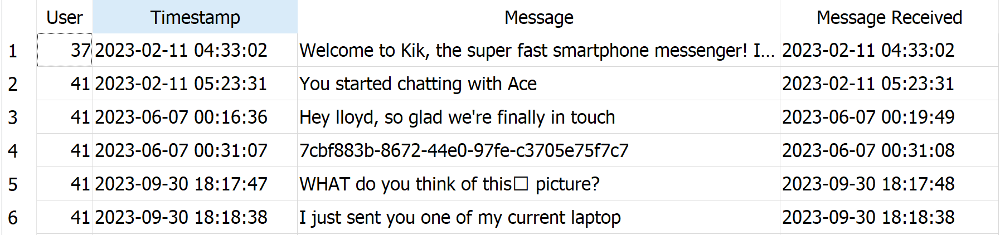 User Timestamp Message Message Received
1 37 2023-02-11 04:33:02 Welcome to Kik, the super fast smartphone messenger! I... 2023-02-11 04:33:02
2 41 2023-02-11 05:23:31 You started chatting with Ace 2023-02-11 05:23:31
3 41 2023-06-07 00:16:36 Hey lloyd, so glad we're finally in touch 2023-06-07 00:19:49
4 41 2023-06-07 00:31:07 7cbf883b-8672-44e0-97fe-c3705e75f7c7 2023-06-07 00:31:08
5 41 2023-09-30 18:17:47 WHAT do you think of this□ picture? 2023-09-30 18:17:48
6 41 2023-09-30 18:18:38 I just sent you one of my current laptop 2023-09-30 18:18:38